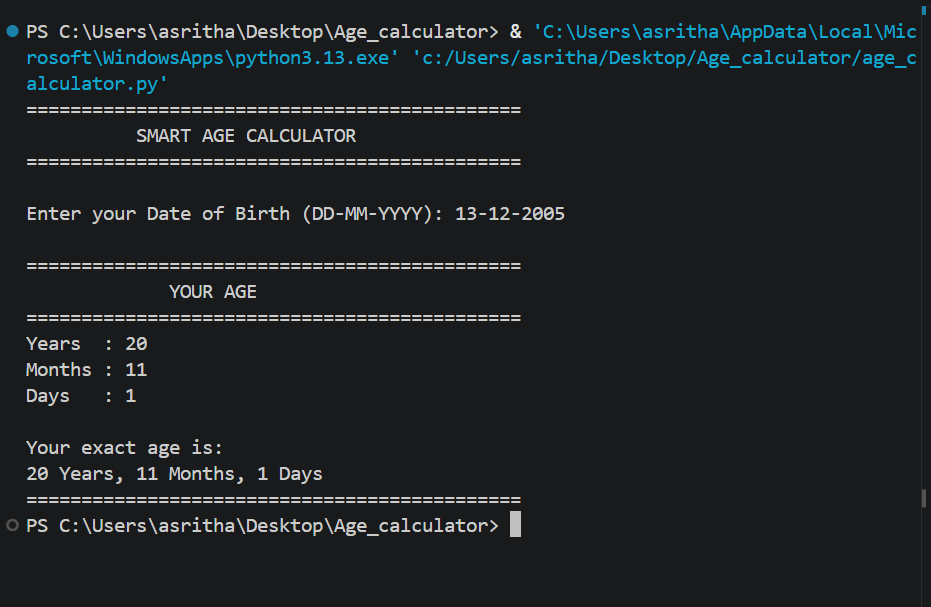 PS C:\Users\asritha\Desktop\Age_calculator> & 'C:\Users\asritha\AppData\Local\Mic
rosoft\WindowsApps\python3.13.exe' 'c:/Users/asritha/Desktop/Age_calculator/age_c
alculator.py'
=============================================
          SMART AGE CALCULATOR
=============================================
Enter your Date of Birth (DD-MM-YYYY): 13-12-2005
=============================================
             YOUR AGE
=============================================
Years  : 20
Months : 11
Days   : 1
Your exact age is:
20 Years, 11 Months, 1 Days
=============================================
PS C:\Users\asritha\Desktop\Age_calculator>